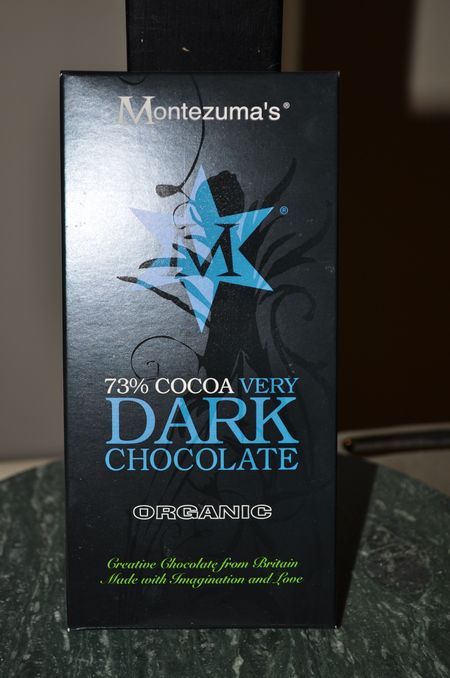 Montezuma's®
®
M
73% COCOA VERY
DARK
CHOCOLATE
ORGANIC
Creative Chocolate from Britain
Made with Imagination and Love